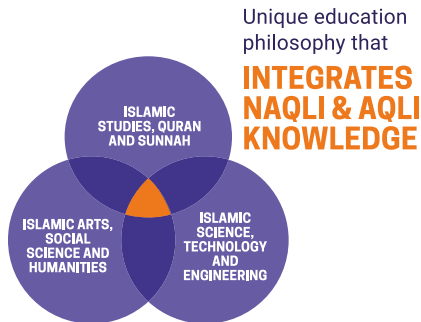 Unique education
philosophy that
INTEGRATES
NAQLI & AQLI
KNOWLEDGE
ISLAMIC
STUDIES, QURAN
AND SUNNAH
ISLAMIC ARTS,
SOCIAL
SCIENCE AND
HUMANITIES
ISLAMIC
SCIENCE,
TECHNOLOGY
AND
ENGINEERING